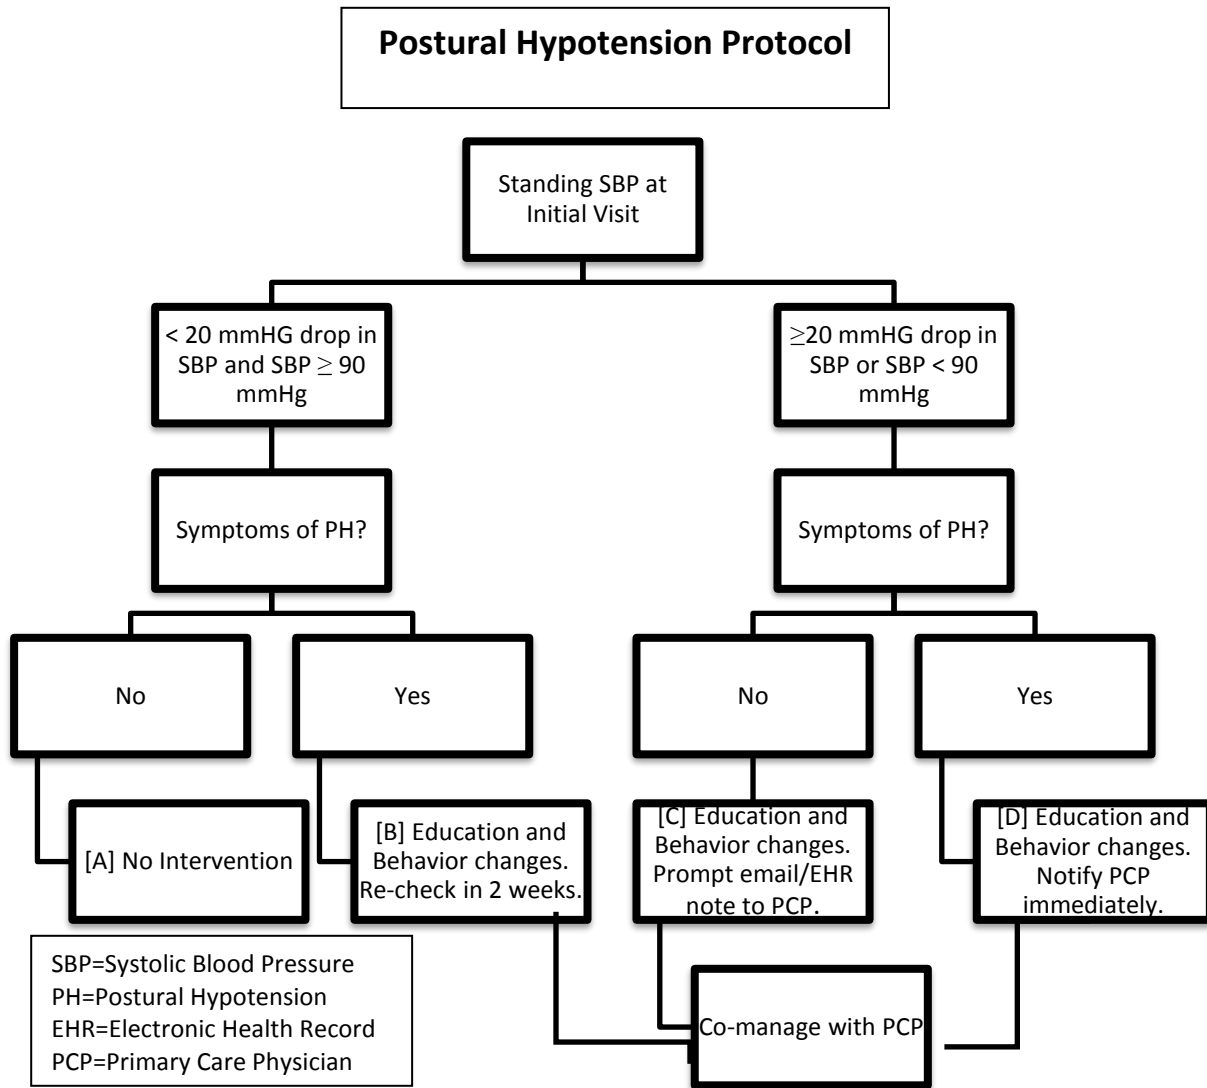 Postural Hypotension Protocol
Standing SBP at
Initial Visit
< 20 mmHG drop in
SBP and SBP ≥ 90
mmHg
≥20 mmHG drop in
SBP or SBP < 90
mmHg
Symptoms of PH?
Symptoms of PH?
No
Yes
No
Yes
[A] No Intervention
[B] Education and
Behavior changes.
Re-check in 2 weeks.
[C] Education and
Behavior changes.
Prompt email/EHR
note to PCP.
[D] Education and
Behavior changes.
Notify PCP
immediately.
SBP=Systolic Blood Pressure
PH=Postural Hypotension
EHR=Electronic Health Record
PCP=Primary Care Physician
Co-manage with PCP